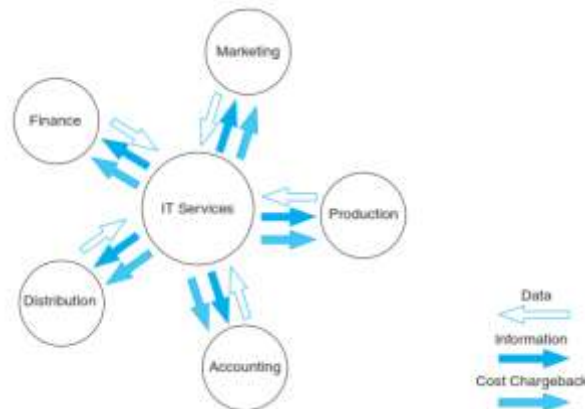 Marketing
Finance
IT Services
Production
Distribution
Accounting
Data
Information
Cost Chargeback